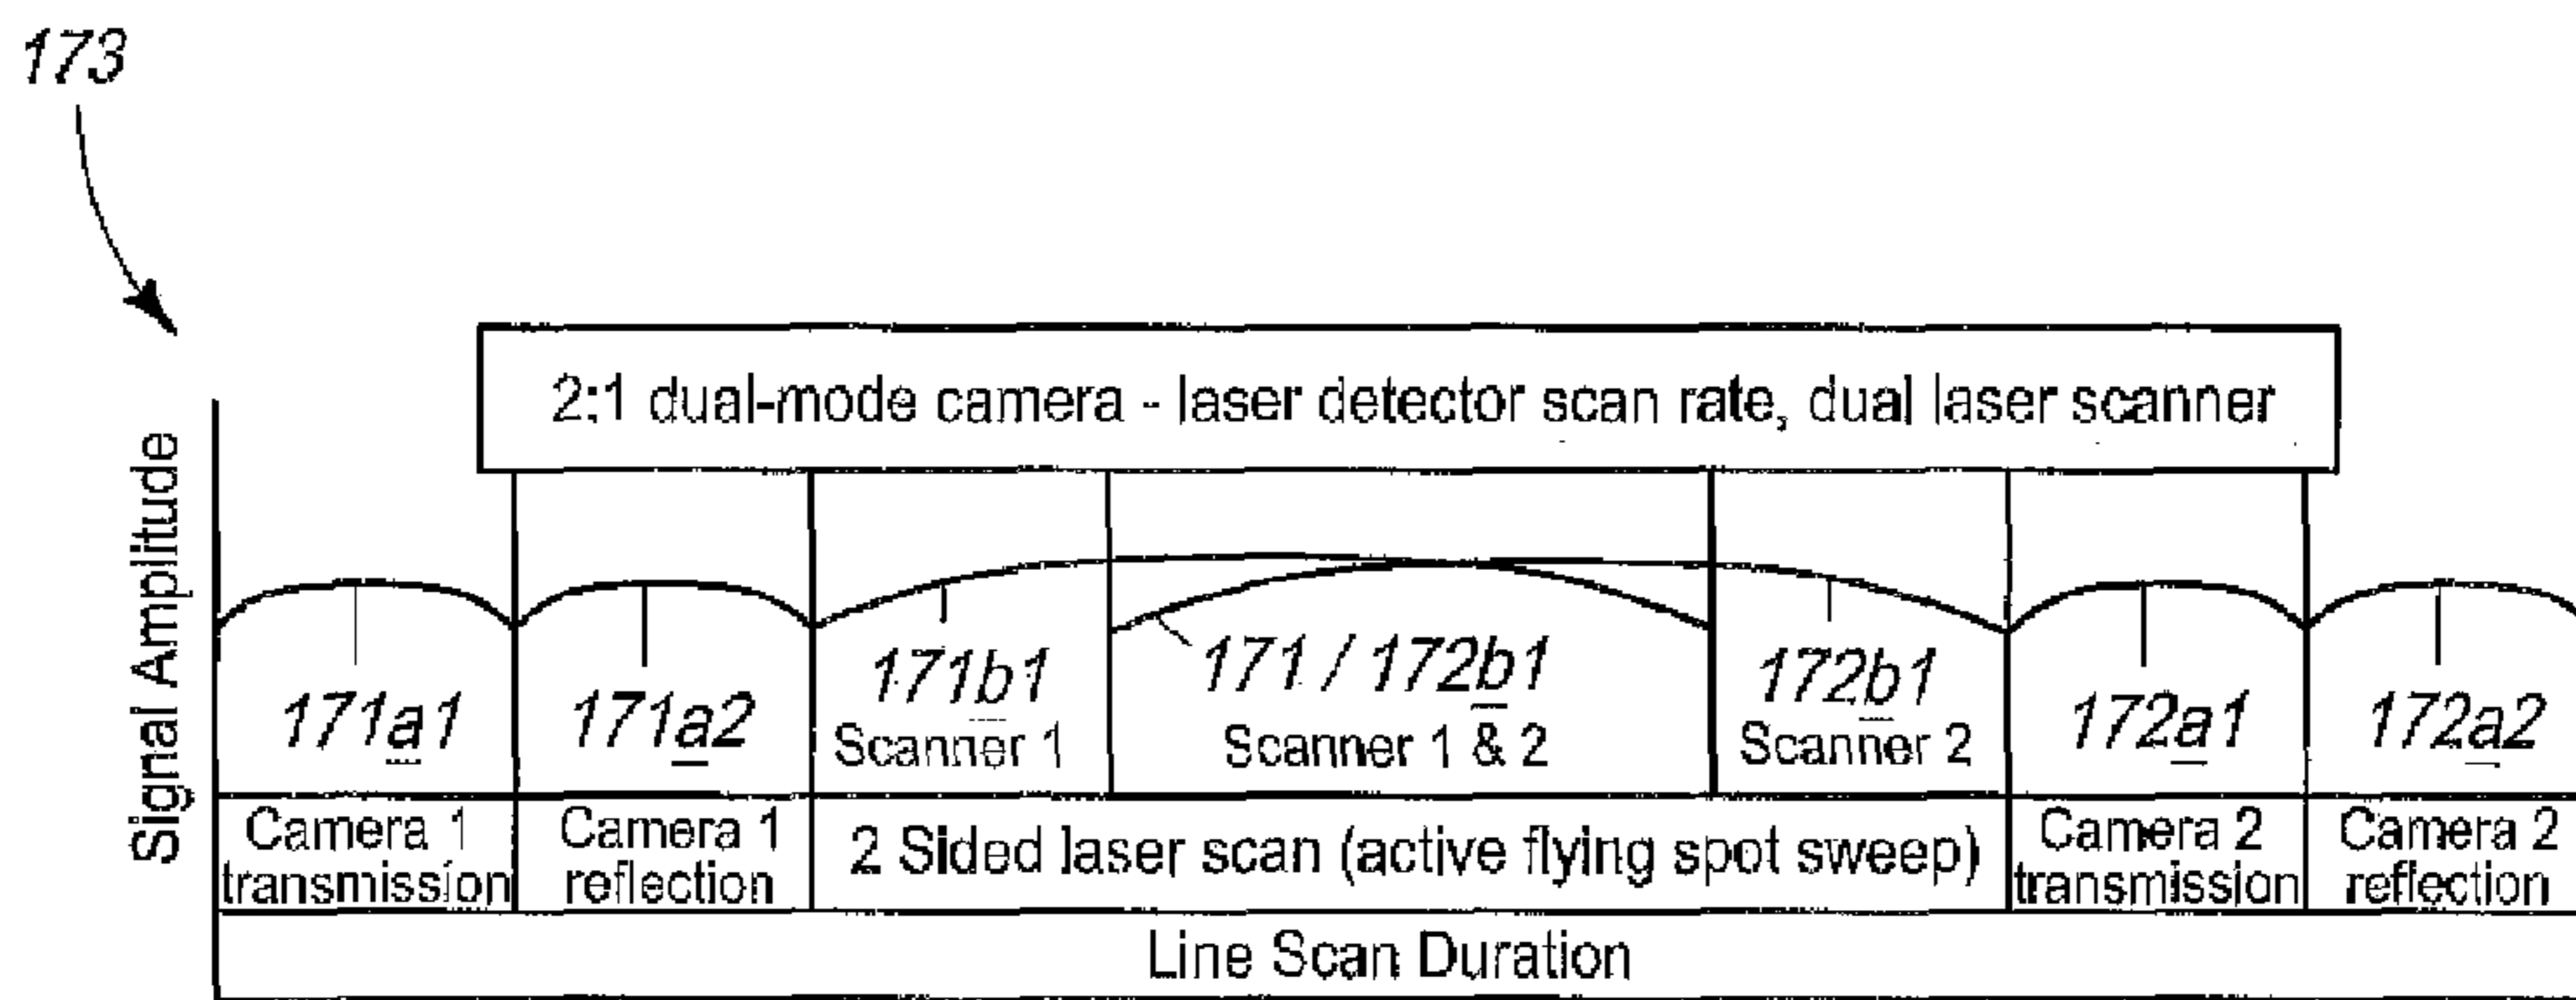 173
2:1 dual-mode camera - laser detector scan rate, dual laser scanner
Signal Amplitude
171a1
171a2
171b1
Scanner 1
171 / 172b1
Scanner 1 & 2
172b1
Scanner 2
172a1
172a2
Camera 1
transmission
Camera 1
reflection
2 Sided laser scan (active flying spot sweep)
Camera 2
transmission
Camera 2
reflection
Line Scan Duration